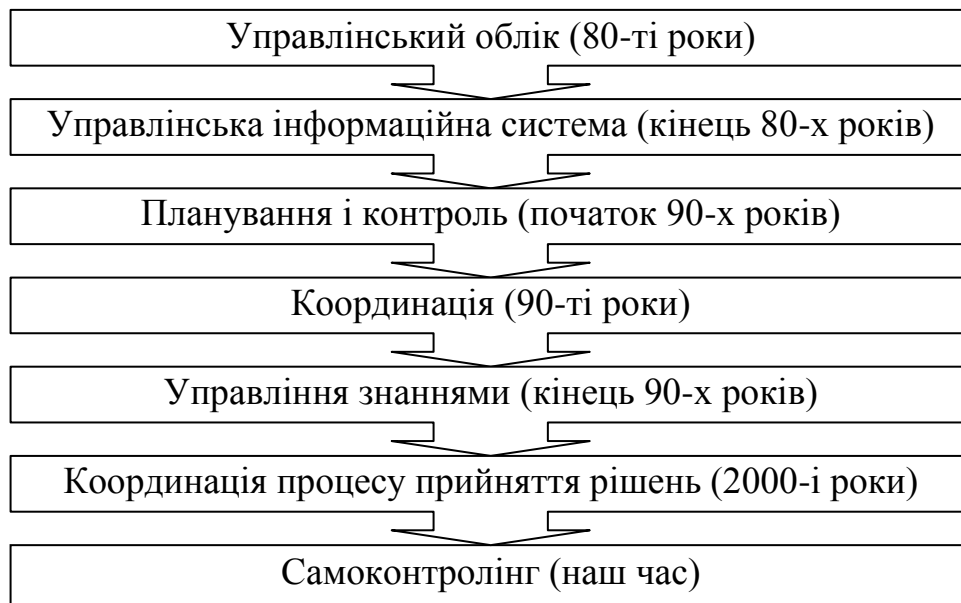 Управлінський облік (80-ті роки)
Управлінська інформаційна система (кінець 80-х років)
Планування і контроль (початок 90-х років)
Координація (90-ті роки)
Управління знаннями (кінець 90-х років)
Координація процесу прийняття рішень (2000-і роки)
Самоконтролінг (наш час)